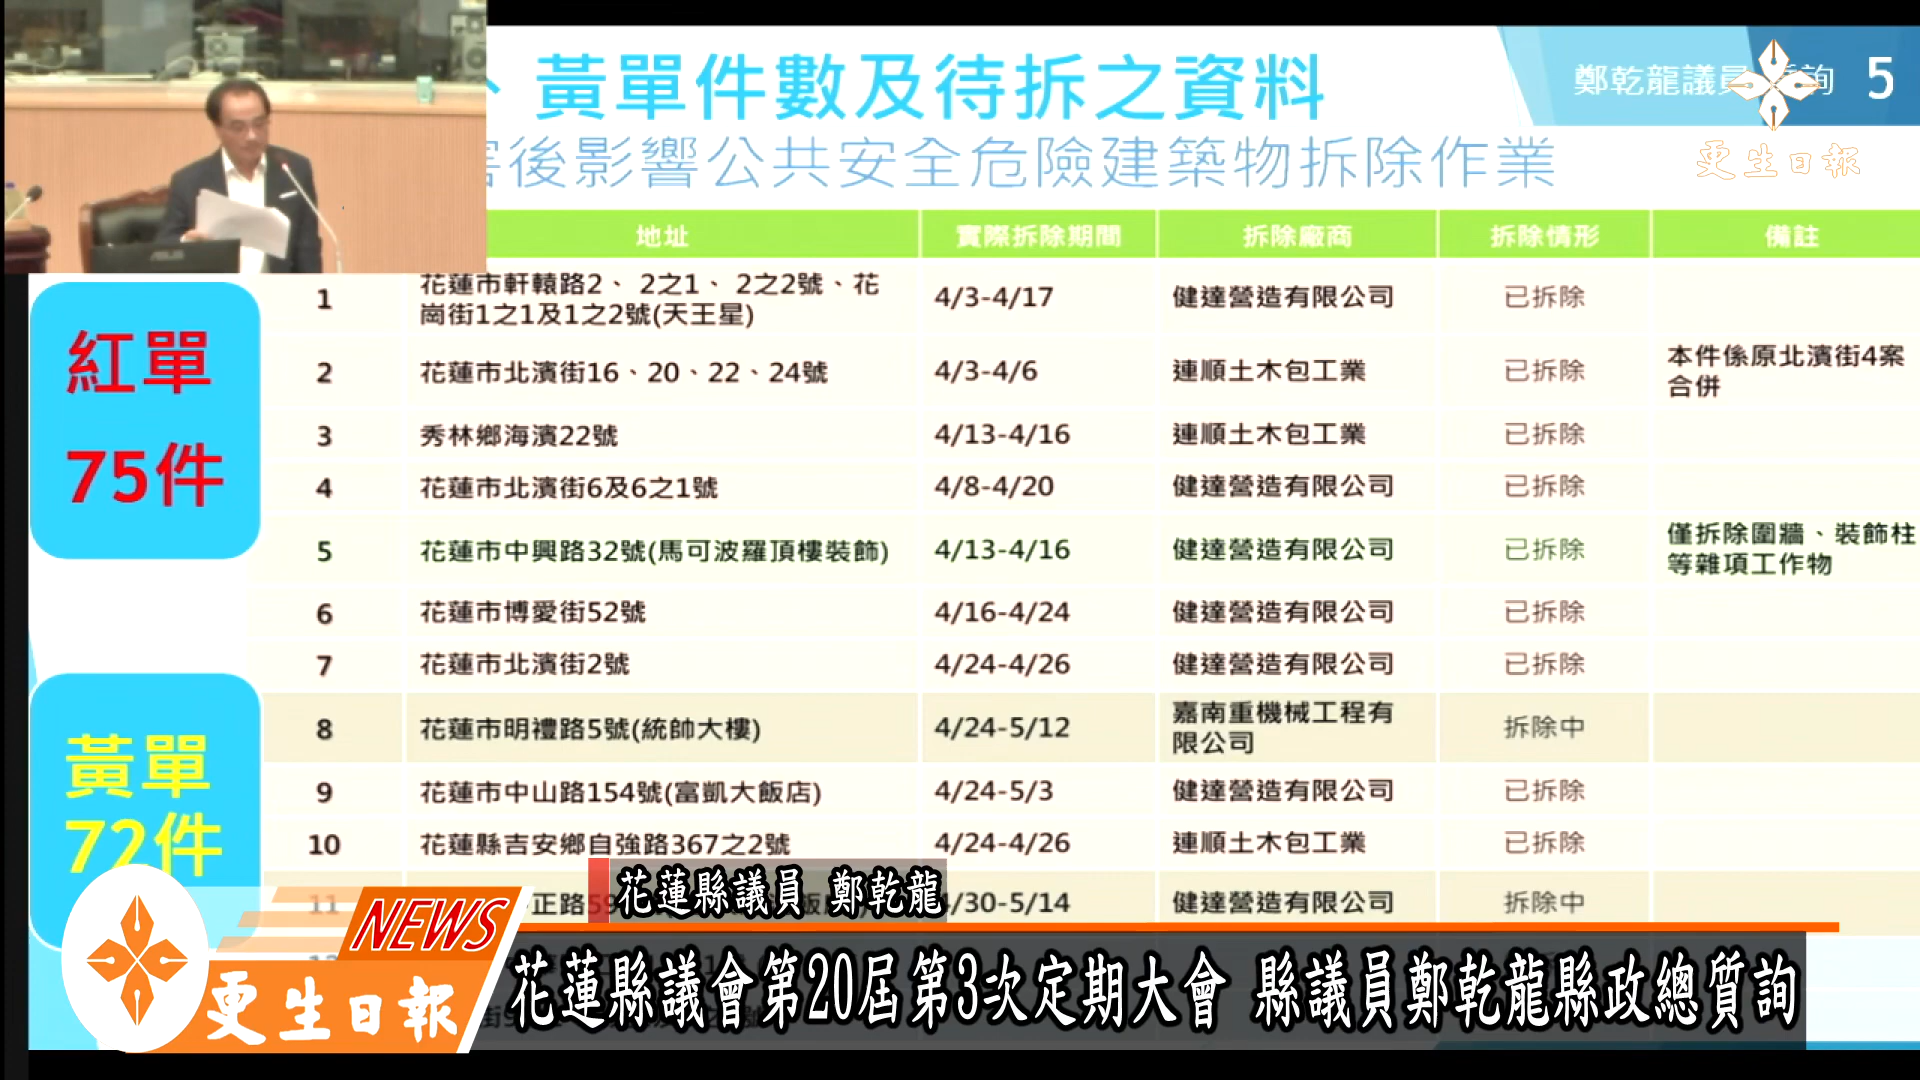 、黃單件數及待拆之資料
害後影響公共安全危險建築物拆除作業
鄭乾龍議員 詢 5
更生日報
地址 實際拆除期間 拆除廠商 拆除情形 備註
紅單
75件
黃單
72件
1 花蓮市軒轅路2、 2之1、 2之2號、花崗街1之1及1之2號(天王星) 4/3-4/17 健達營造有限公司 已拆除
2 花蓮市北濱街16、20、22、24號 4/3-4/6 連順土木包工業 已拆除 本件係原北濱街4案合併
3 秀林鄉海濱22號 4/13-4/16 連順土木包工業 已拆除
4 花蓮市北濱街6及6之1號 4/8-4/20 健達營造有限公司 已拆除
5 花蓮市中興路32號(馬可波羅頂樓裝飾) 4/13-4/16 健達營造有限公司 已拆除 僅拆除圍牆、裝飾柱等雜項工作物
6 花蓮市博愛街52號 4/16-4/24 健達營造有限公司 已拆除
7 花蓮市北濱街2號 4/24-4/26 健達營造有限公司 已拆除
8 花蓮市明禮路5號(統帥大樓) 4/24-5/12 嘉南重機械工程有限公司 拆除中
9 花蓮市中山路154號(富凱大飯店) 4/24-5/3 健達營造有限公司 已拆除
10 花蓮縣吉安鄉自強路367之2號 4/24-4/26 連順土木包工業 已拆除
11 正路59 /30-5/14 健達營造有限公司 拆除中
花蓮縣議員 鄭乾龍
NEWS
更生日報
花蓮縣議會第20屆第3次定期大會 縣議員鄭乾龍縣政總質詢